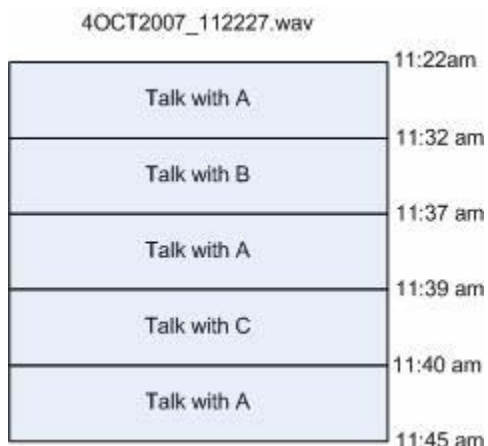 4OCT2007_112227.wav
11:22am
Talk with A
11:32 am
Talk with B
11:37 am
Talk with A
11:39 am
Talk with C
11:40 am
Talk with A
11:45 am